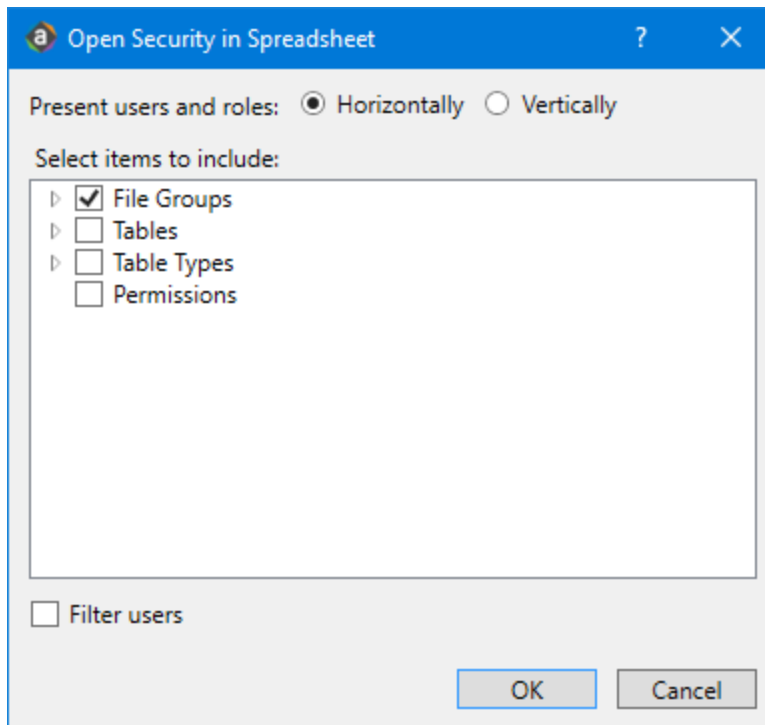 Open Security in Spreadsheet ?
Present users and roles: Horizontally Vertically
Select items to include:
File Groups
Tables
Table Types
Permissions
Filter users
OK Cancel